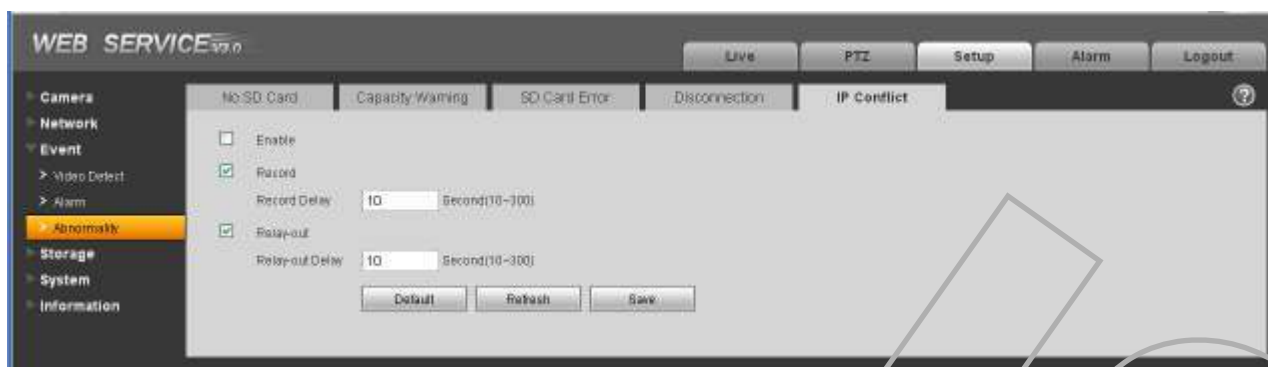 WEB SERVICE V3.0
Live PTZ Setup Alarm Logout
No SD Card Capacity Warning SD Card Error Disconnection IP Conflict ?
Camera
Network
Event
> Video Detect
> Alarm
> Abnormality
Storage
System
Information
Enable
Record
Record Delay 10 Second(10~300)
Relay-out
Relay-out Delay 10 Second(10~300)
Default Refresh Save